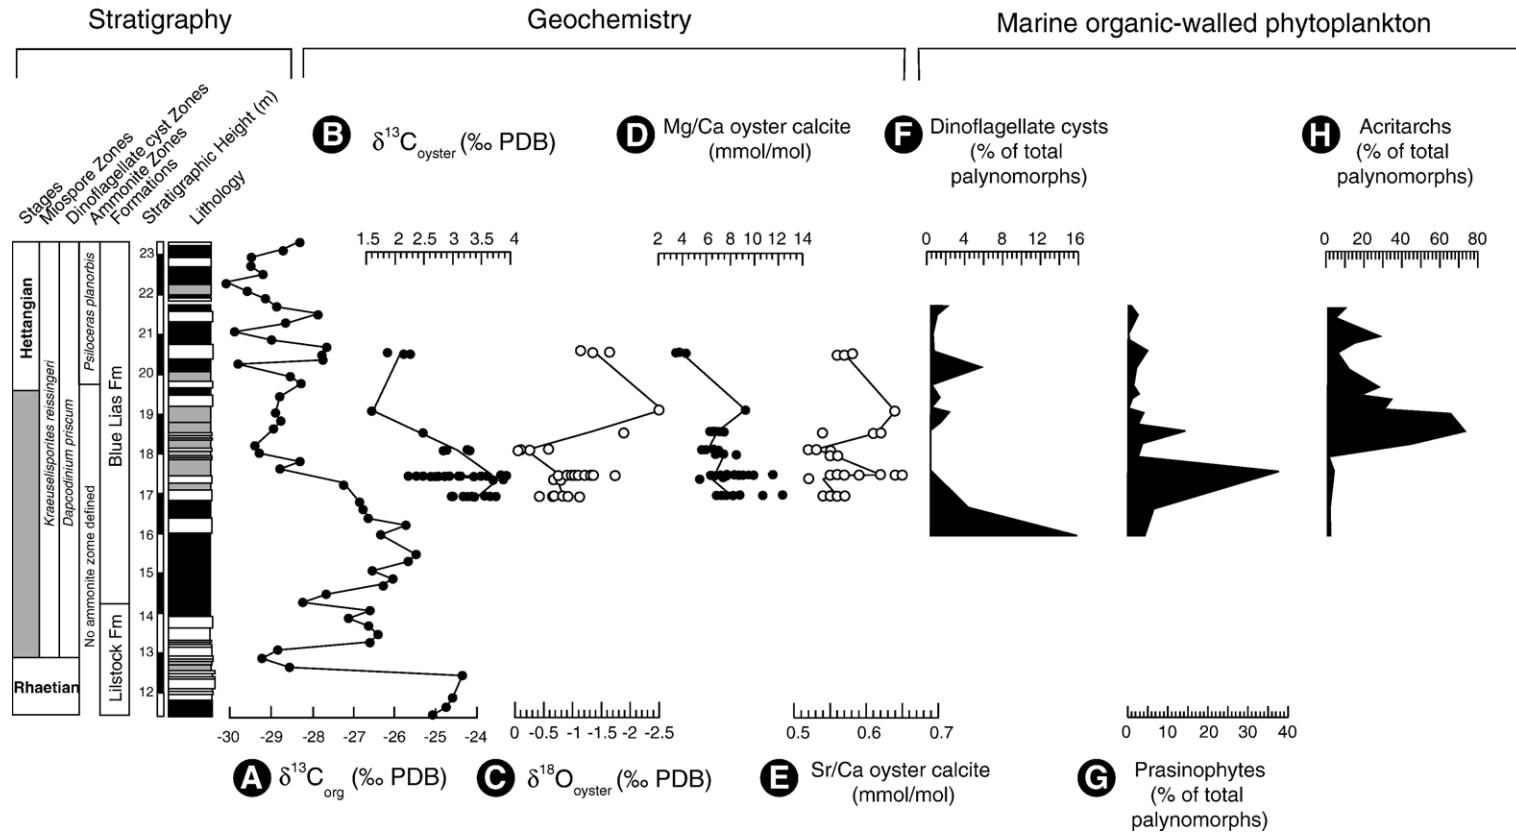 Stratigraphy
Geochemistry
Marine organic-walled phytoplankton
Stages
Miospore Zones
Dinoflagellate cyst Zones
Ammonite Zones
Formations
Stratigraphic Height (m)
Lithology
B δ13Coyster (‰ PDB)
D Mg/Ca oyster calcite
(mmol/mol)
F Dinoflagellate cysts
(% of total
palynomorphs)
H Acritarchs
(% of total
palynomorphs)
1.5 2 2.5 3 3.5 4
2 4 6 8 10 12 14
0 4 8 12 16
0 20 40 60 80
Hettangian
Rhaetian
Kraeuselisporites reissingeri
Dapcodinium priscum
Psiloceras planorbis
No ammonite zome defined
Blue Lias Fm
Lilstock Fm
23
22
21
20
19
18
17
16
15
14
13
12
-30 -29 -28 -27 -26 -25 -24
0 -0.5 -1 -1.5 -2 -2.5
0.5 0.6 0.7
0 10 20 30 40
A δ13Corg (‰ PDB)
C δ18Ooyster (‰ PDB)
E Sr/Ca oyster calcite
(mmol/mol)
G Prasinophytes
(% of total
palynomorphs)